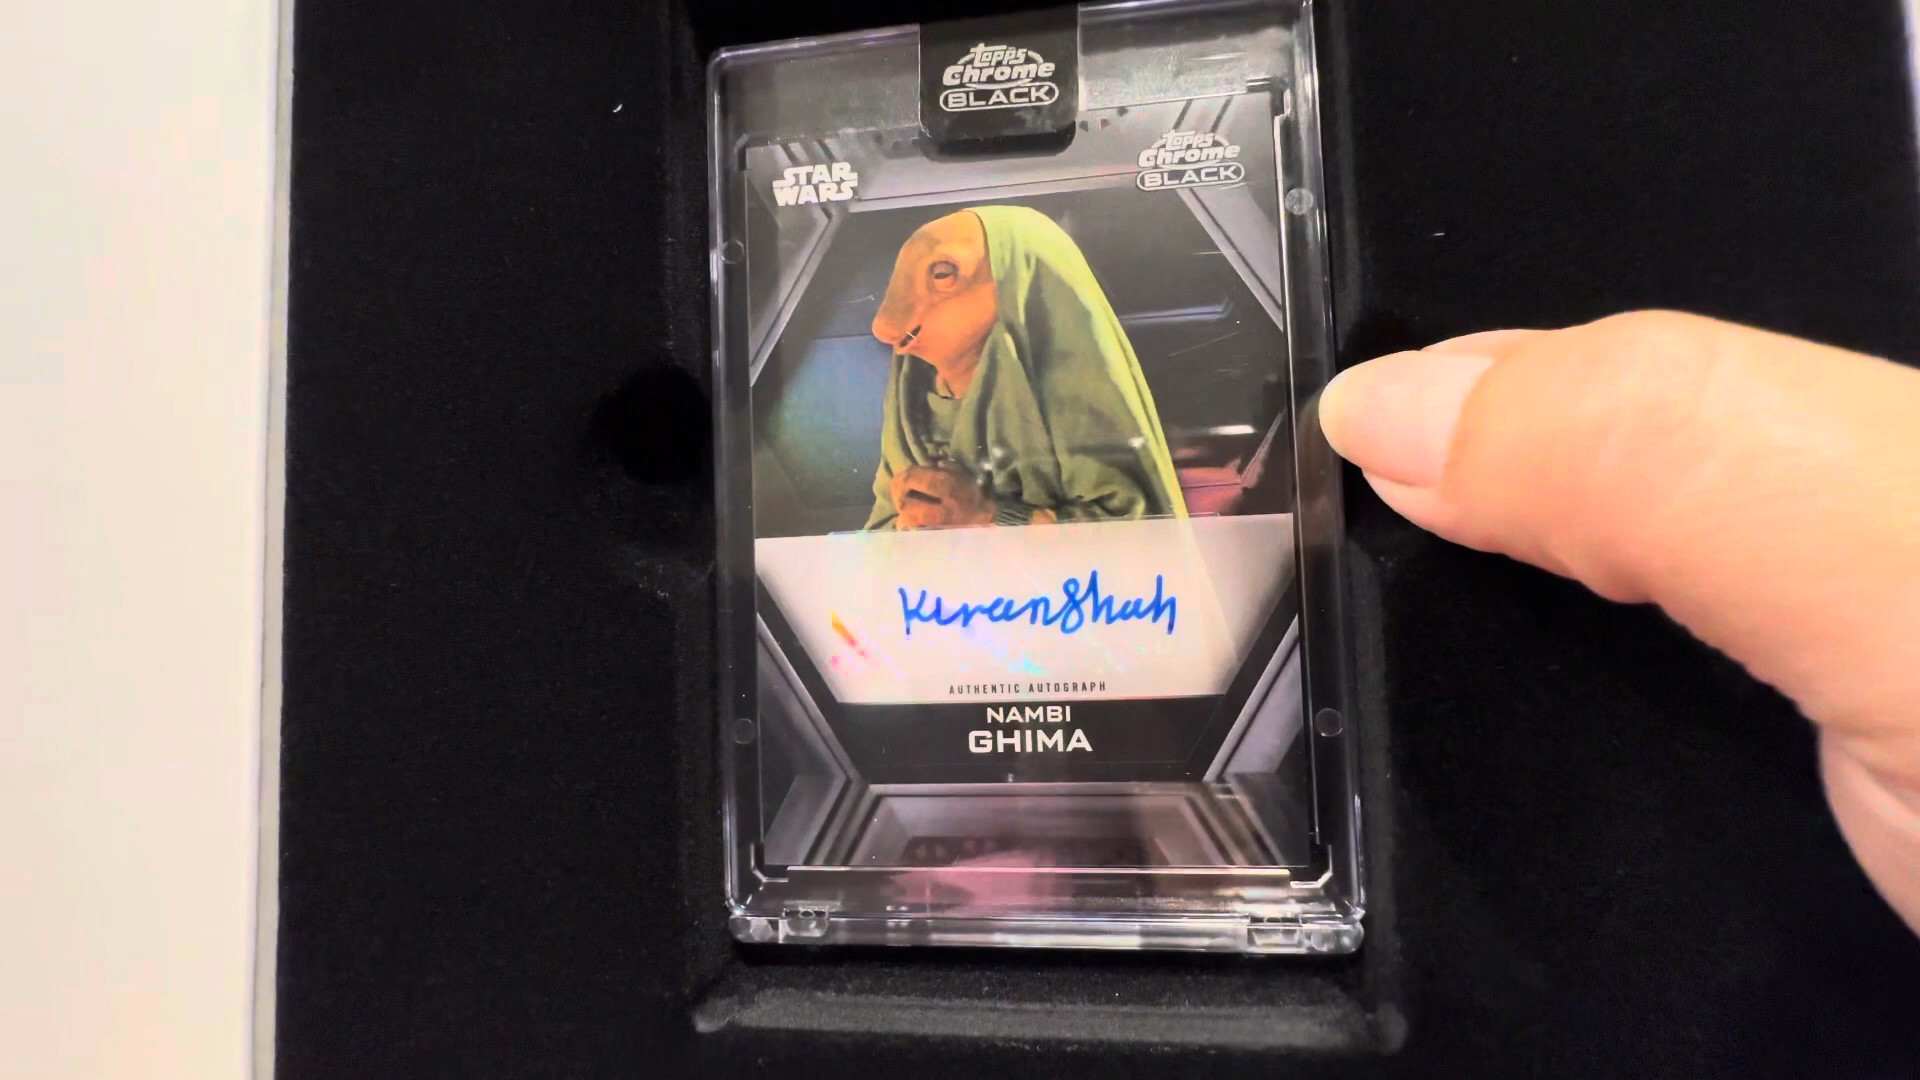 Topps
Chrome
BLACK
STAR
WARS
Topps
Chrome
BLACK
Kiran Shah
AUTHENTIC AUTOGRAPH
NAMBI
GHIMA